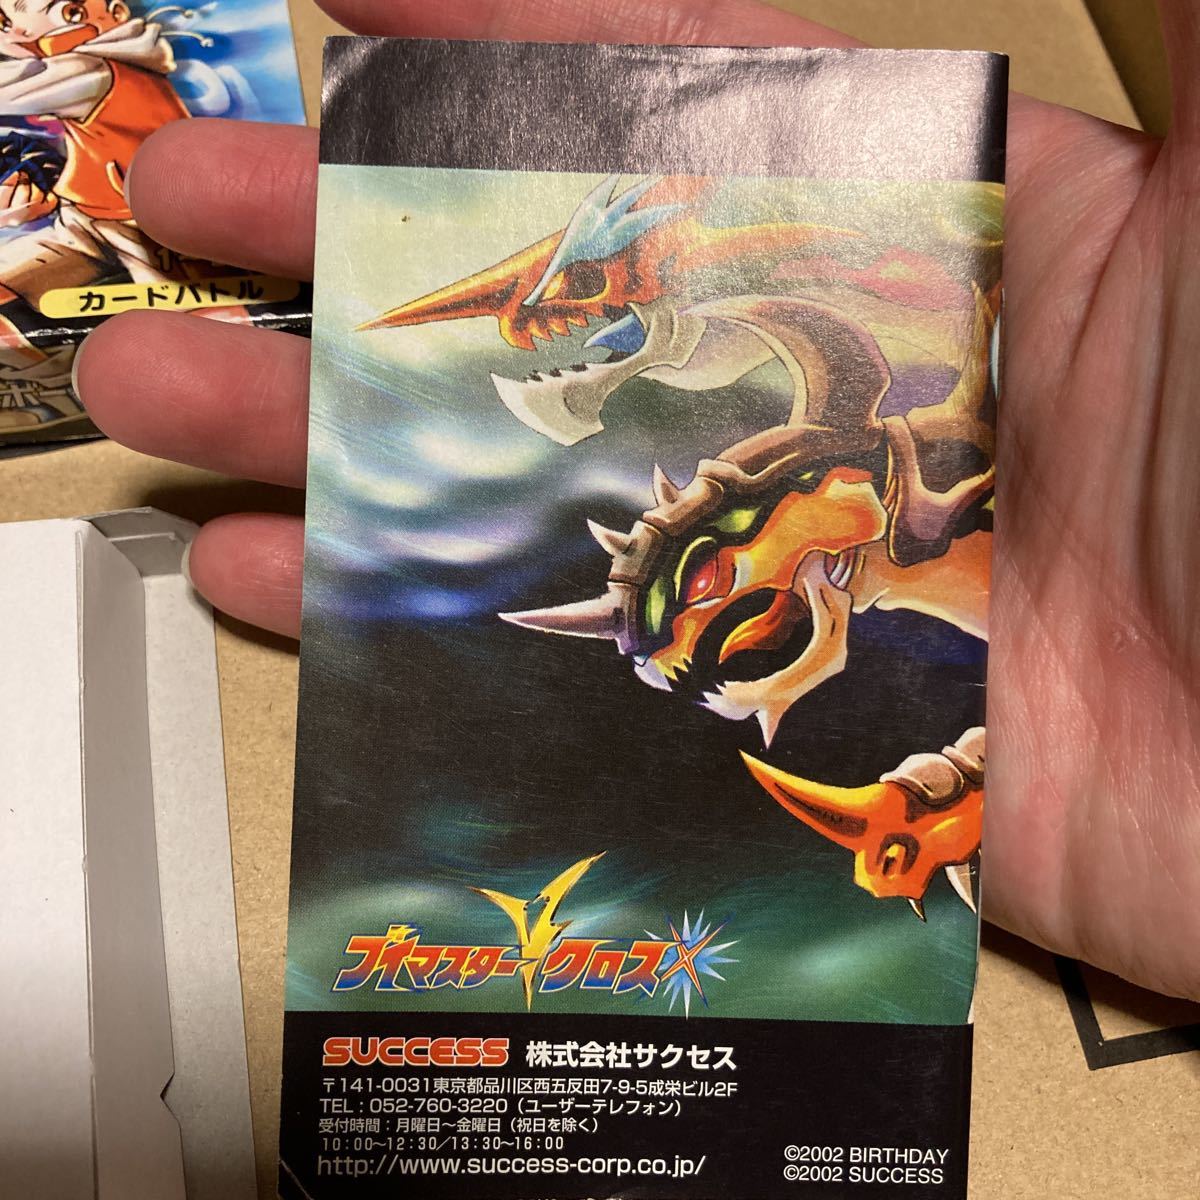 カードバトル
ブイマスターVクロスX
SUCCESS 株式会社サクセス
〒141-0031東京都品川区西五反田7-9-5成栄ビル2F
TEL：052-760-3220（ユーザーテレフォン）
受付時間：月曜日～金曜日（祝日を除く）
10:00～12:30/13:30～16:00
http://www.success-corp.co.jp/
©2002 BIRTHDAY
©2002 SUCCESS